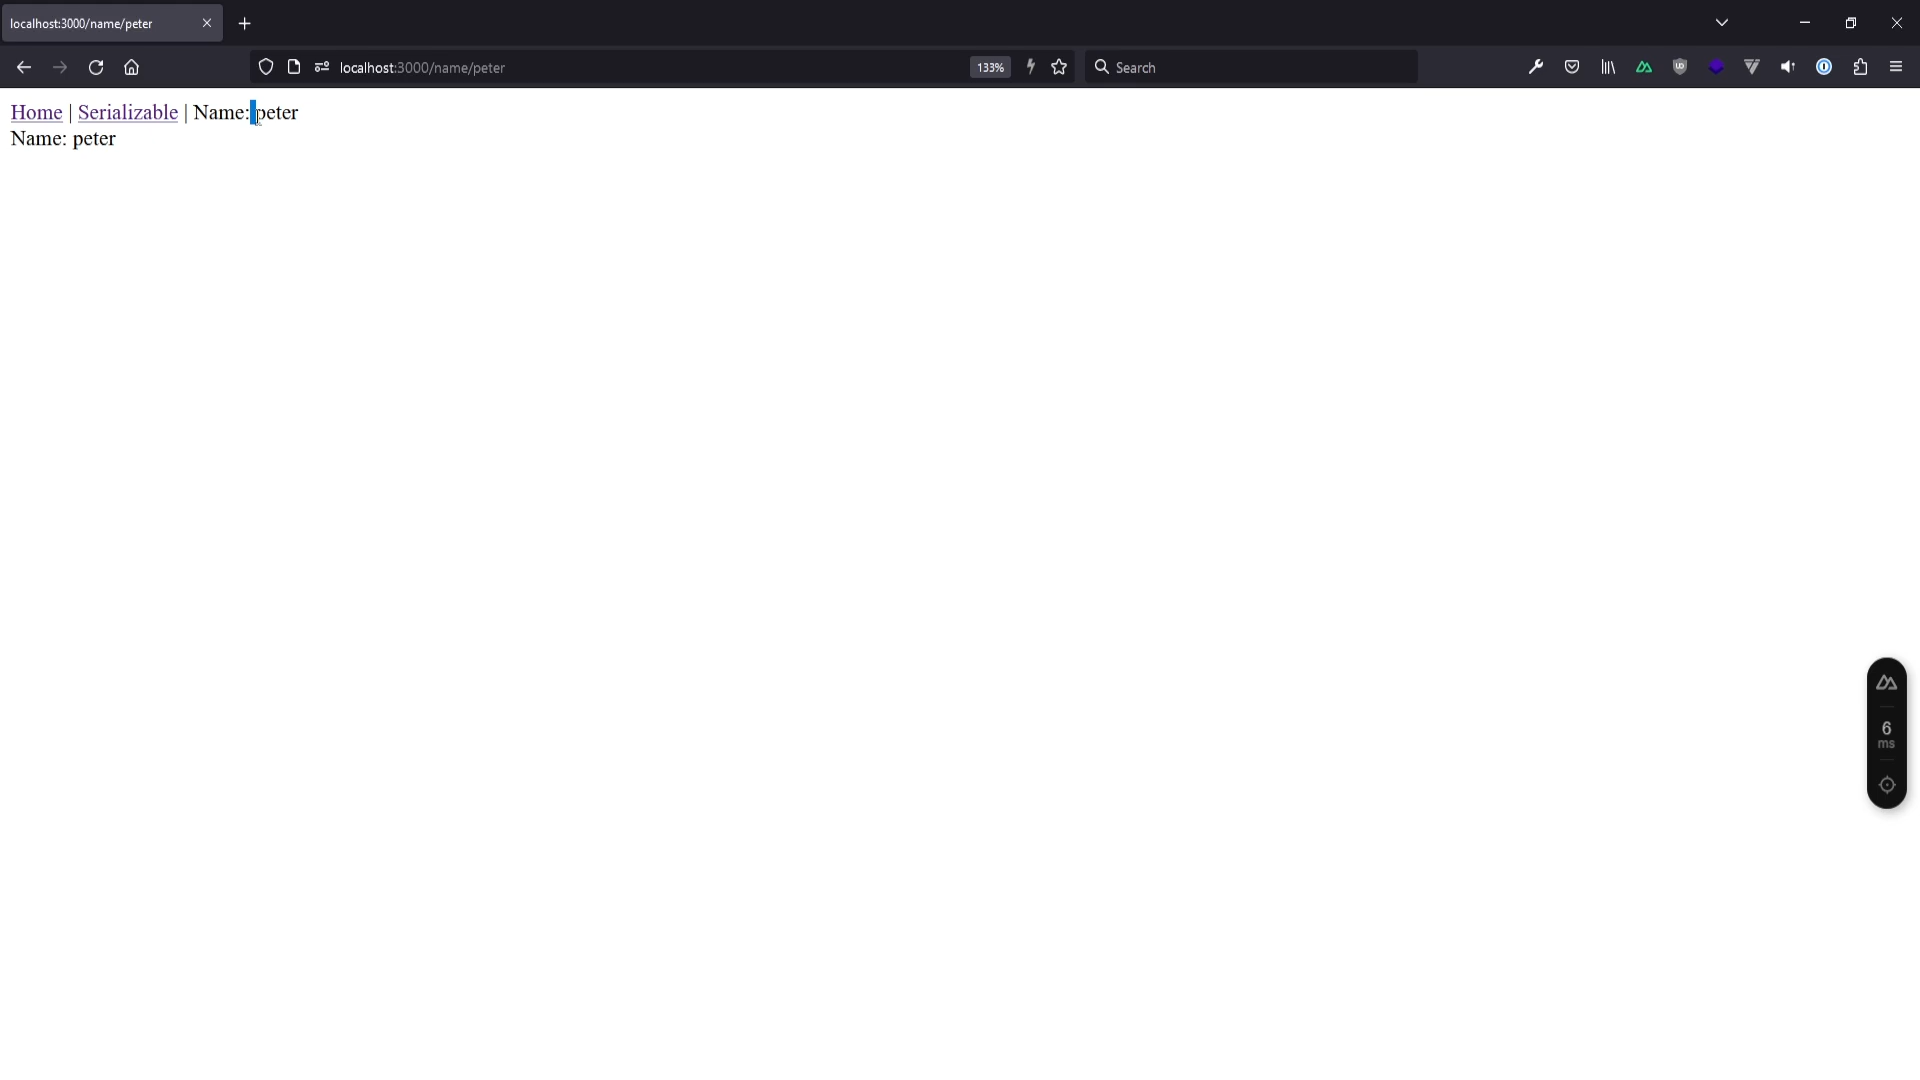 localhost:3000/name/peter
localhost:3000/name/peter
133%
Search
Home | Serializable | Name: peter
Name: peter
6
ms